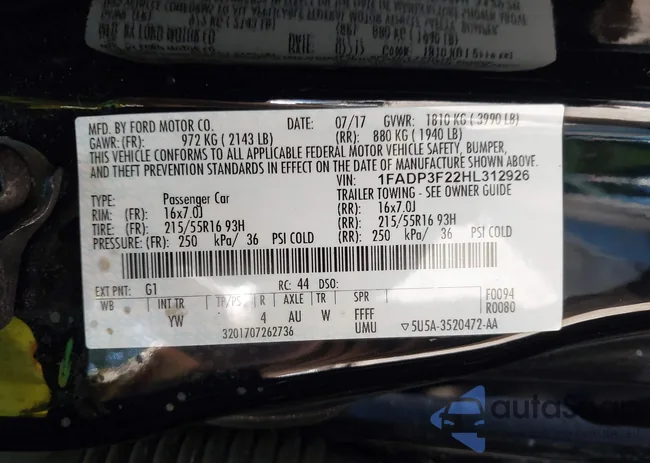 MFD. BY FORD MOTOR CO. DATE: 07/17 GVWR: 1810 KG ( 3990 LB)
GAWR: (FR) 972 KG ( 2143 LB) (RR): 880 KG ( 1940 LB)
THIS VEHICLE CONFORMS TO ALL APPLICABLE FEDERAL MOTOR VEHICLE SAFETY, BUMPER,
AND THEFT PREVENTION STANDARDS IN EFFECT ON THE DATE OF MANUFACTURE SHOWN ABOVE.
VIN: 1FADP3F22HL312926
TYPE: Passenger Car TRAILER TOWING - SEE OWNER GUIDE
RIM: (FR) 16x7.0J (RR) 16x7.0J
TIRE: (FR) 215/55R16 93H (RR) 215/55R16 93H
PRESSURE: (FR) 250 kPa/ 36 PSI COLD (RR) 250 kPa/ 36 PSI COLD
EXT PNT: G1 RC: 44 DSO: F0094
WB INT TR TP/PS R AXLE TR SPR R0080
YW 4 AU W FFFF
3201707262736 UMU ▽5U5A-3520472-AA